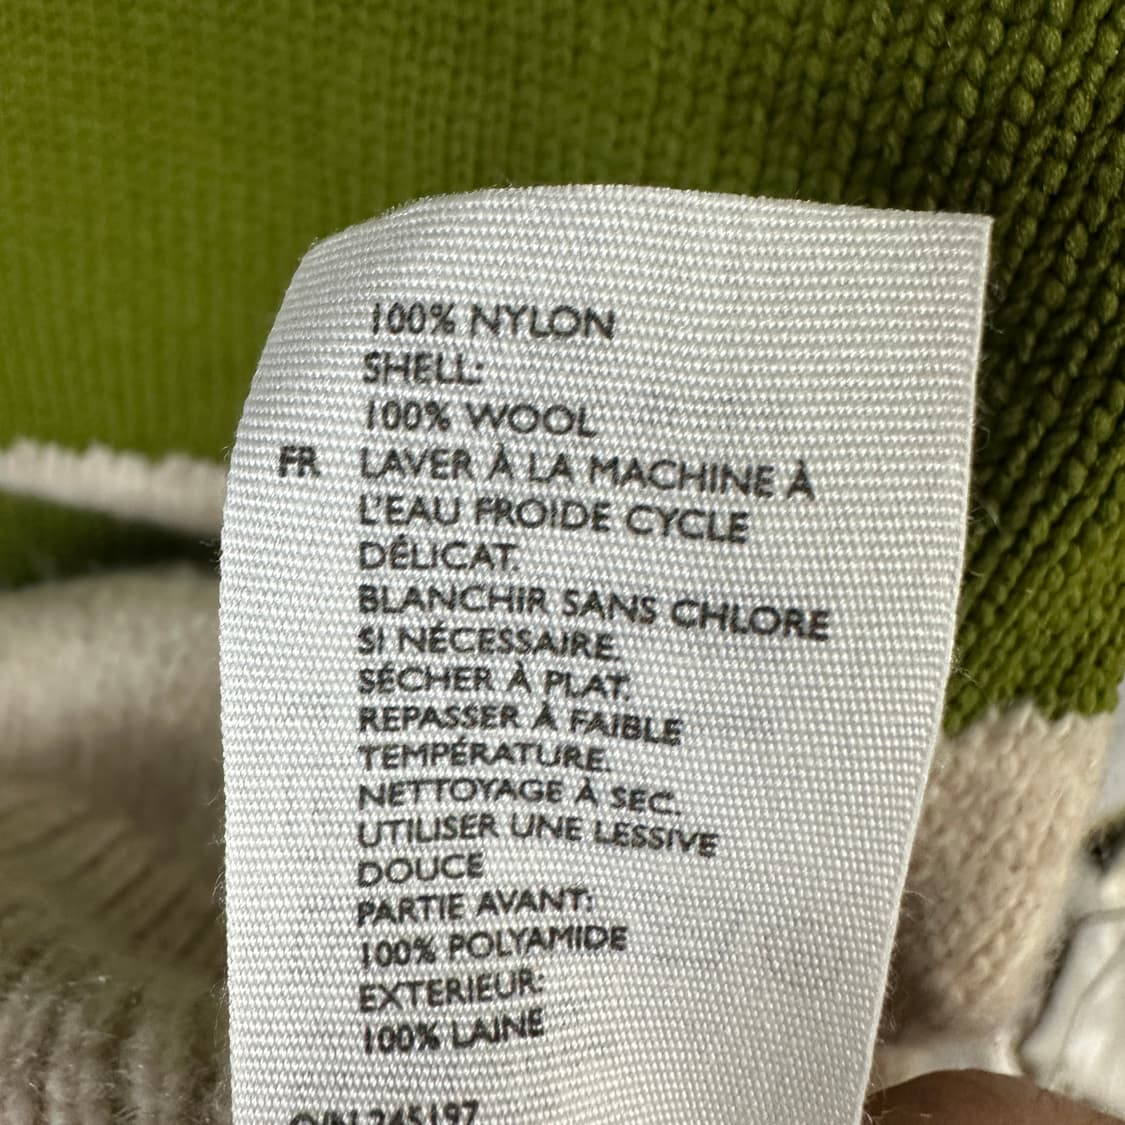 100% NYLON
SHELL:
100% WOOL
FR LAVER À LA MACHINE À
L'EAU FROIDE CYCLE
DÉLICAT.
BLANCHIR SANS CHLORE
SI NÉCESSAIRE.
SÉCHER À PLAT.
REPASSER À FAIBLE
TEMPÉRATURE.
NETTOYAGE À SEC.
UTILISER UNE LESSIVE
DOUCE
PARTIE AVANT:
100% POLYAMIDE
EXTERIEUR:
100% LAINE
245197